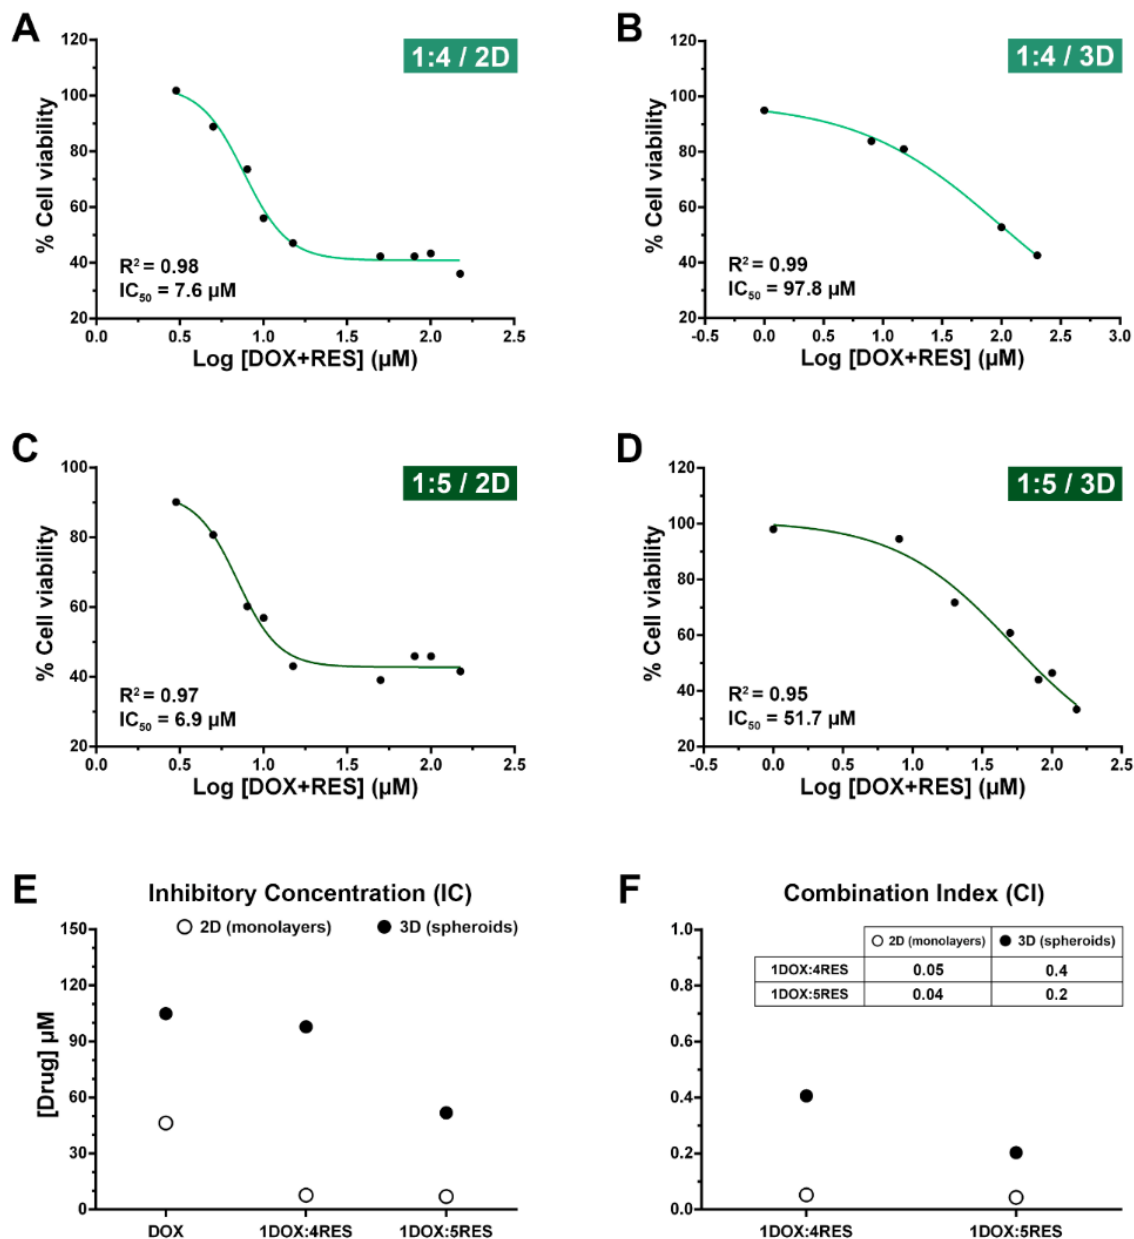 A
1:4 / 2D
120
100
80
60
40
20
% Cell viability
R² = 0.98
IC₅₀ = 7.6 µM
0.0 0.5 1.0 1.5 2.0 2.5
Log [DOX+RES] (µM)
B
1:4 / 3D
120
100
80
60
40
20
% Cell viability
R² = 0.99
IC₅₀ = 97.8 µM
-0.5 0.0 0.5 1.0 1.5 2.0 2.5 3.0
Log [DOX+RES] (µM)
C
1:5 / 2D
100
80
60
40
20
% Cell viability
R² = 0.97
IC₅₀ = 6.9 µM
0.0 0.5 1.0 1.5 2.0 2.5
Log [DOX+RES] (µM)
D
1:5 / 3D
120
100
80
60
40
20
% Cell viability
R² = 0.95
IC₅₀ = 51.7 µM
-0.5 0.0 0.5 1.0 1.5 2.0 2.5
Log [DOX+RES] (µM)
E
Inhibitory Concentration (IC)
2D (monolayers) 3D (spheroids)
150
120
90
60
30
0
[Drug] µM
DOX 1DOX:4RES 1DOX:5RES
F
Combination Index (CI)
2D (monolayers) 3D (spheroids)
1DOX:4RES 0.05 0.4
1DOX:5RES 0.04 0.2
1.0
0.8
0.6
0.4
0.2
0.0
1DOX:4RES 1DOX:5RES